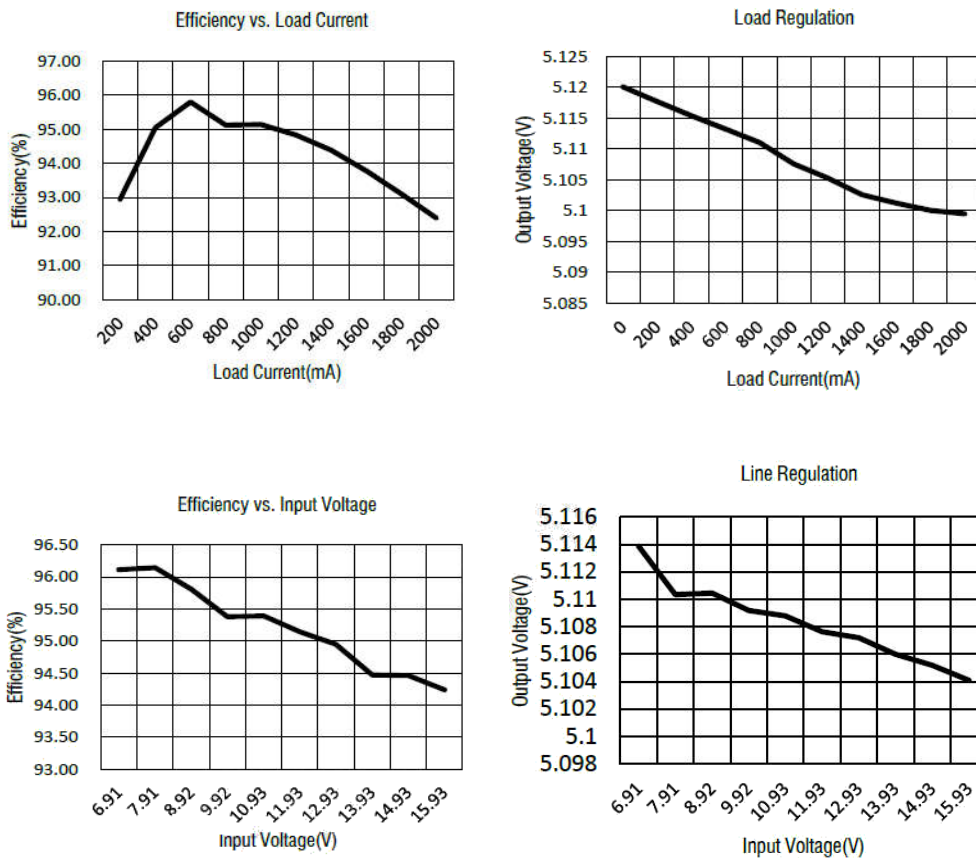 Efficiency vs. Load Current
97.00
96.00
95.00
94.00
93.00
92.00
91.00
90.00
Efficiency(%)
200 400 600 800 1000 1200 1400 1600 1800 2000
Load Current(mA)
Load Regulation
5.125
5.12
5.115
5.11
5.105
5.1
5.095
5.09
5.085
Output Voltage(V)
0 200 400 600 800 1000 1200 1400 1600 1800 2000
Load Current(mA)
Efficiency vs. Input Voltage
96.50
96.00
95.50
95.00
94.50
94.00
93.50
93.00
Efficiency(%)
6.91 7.91 8.92 9.92 10.93 11.93 12.93 13.93 14.93 15.93
Input Voltage(V)
Line Regulation
5.116
5.114
5.112
5.11
5.108
5.106
5.104
5.102
5.1
5.098
Output Voltage(V)
6.91 7.91 8.92 9.92 10.93 11.93 12.93 13.93 14.93 15.93
Input Voltage(V)